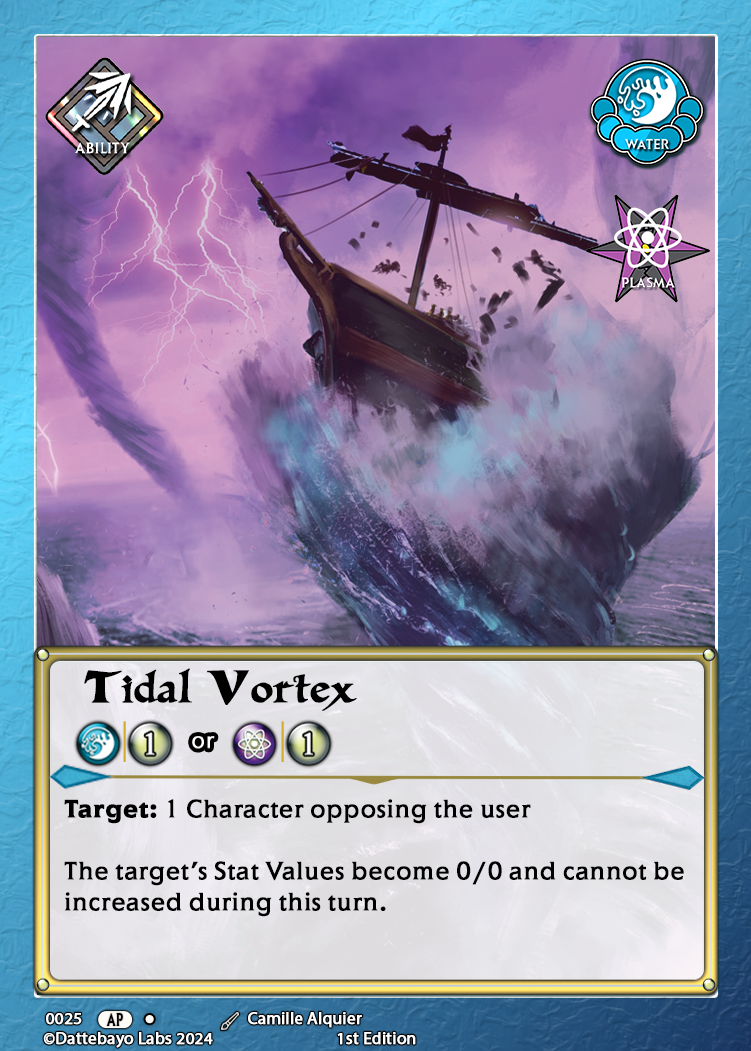 ABILITY
WATER
PLASMA
Tidal Vortex
1 or 1
Target: 1 Character opposing the user
The target's Stat Values become 0/0 and cannot be
increased during this turn.
0025 AP Camille Alquier
©Dattebayo Labs 2024 1st Edition